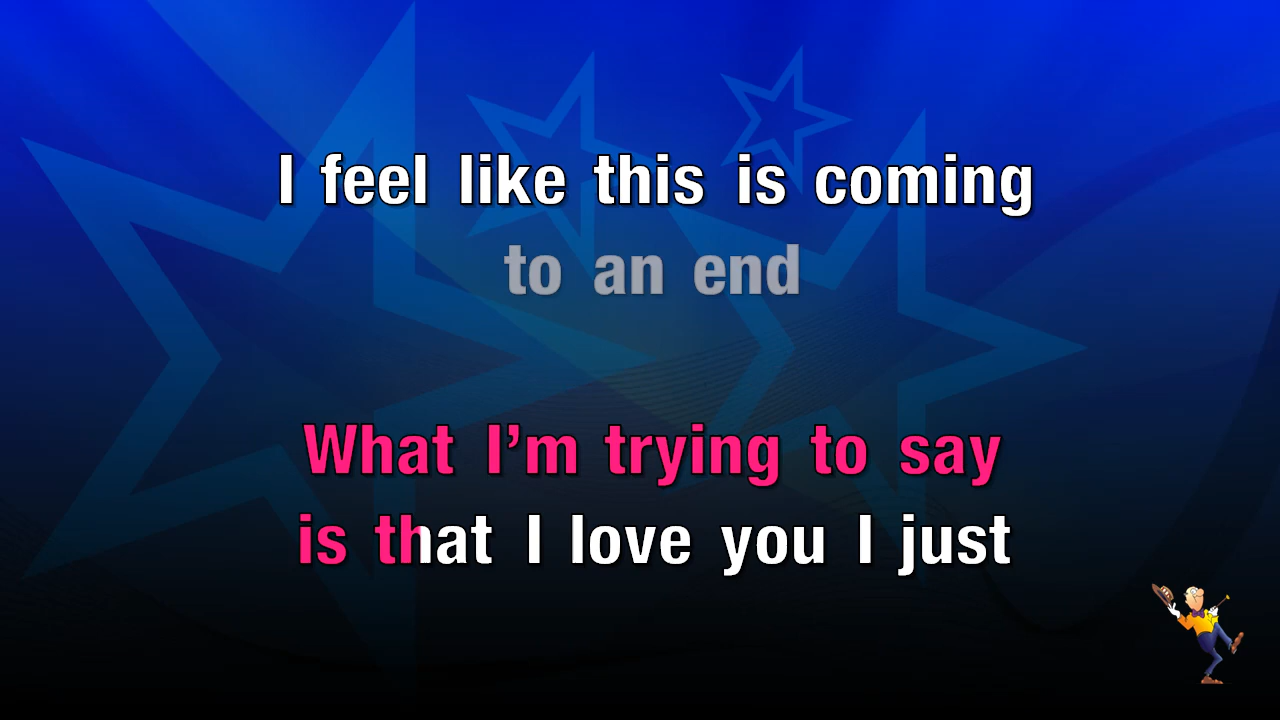 I feel like this is coming
to an end
What I’m trying to say
is that I love you I just